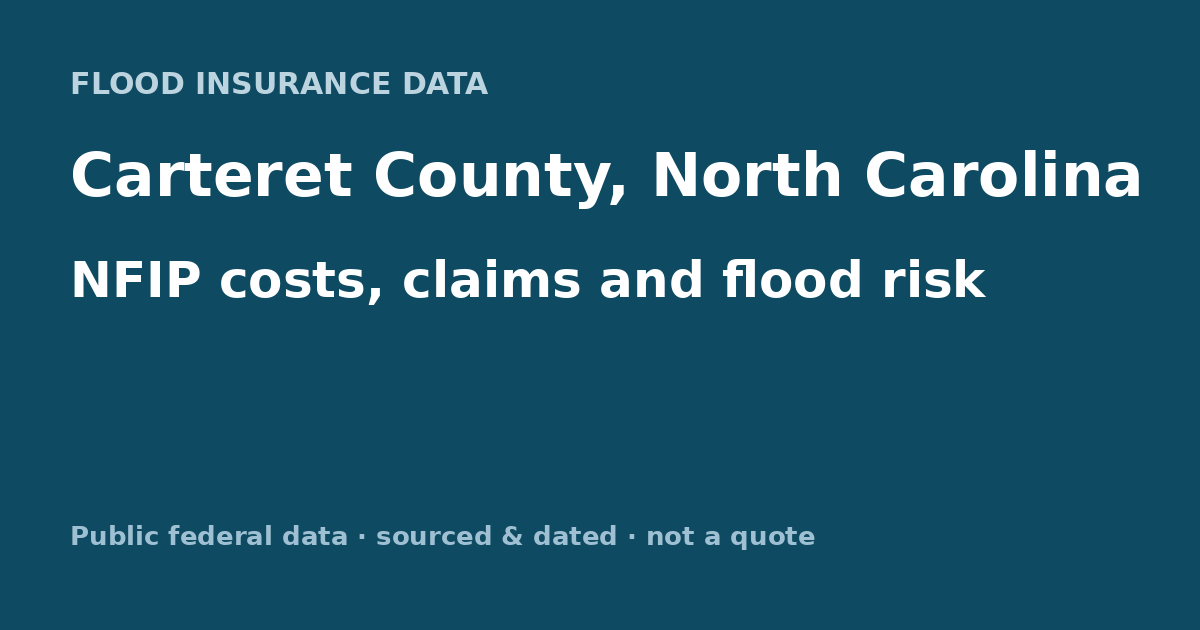 FLOOD INSURANCE DATA
Carteret County, North Carolina
NFIP costs, claims and flood risk
Public federal data · sourced & dated · not a quote